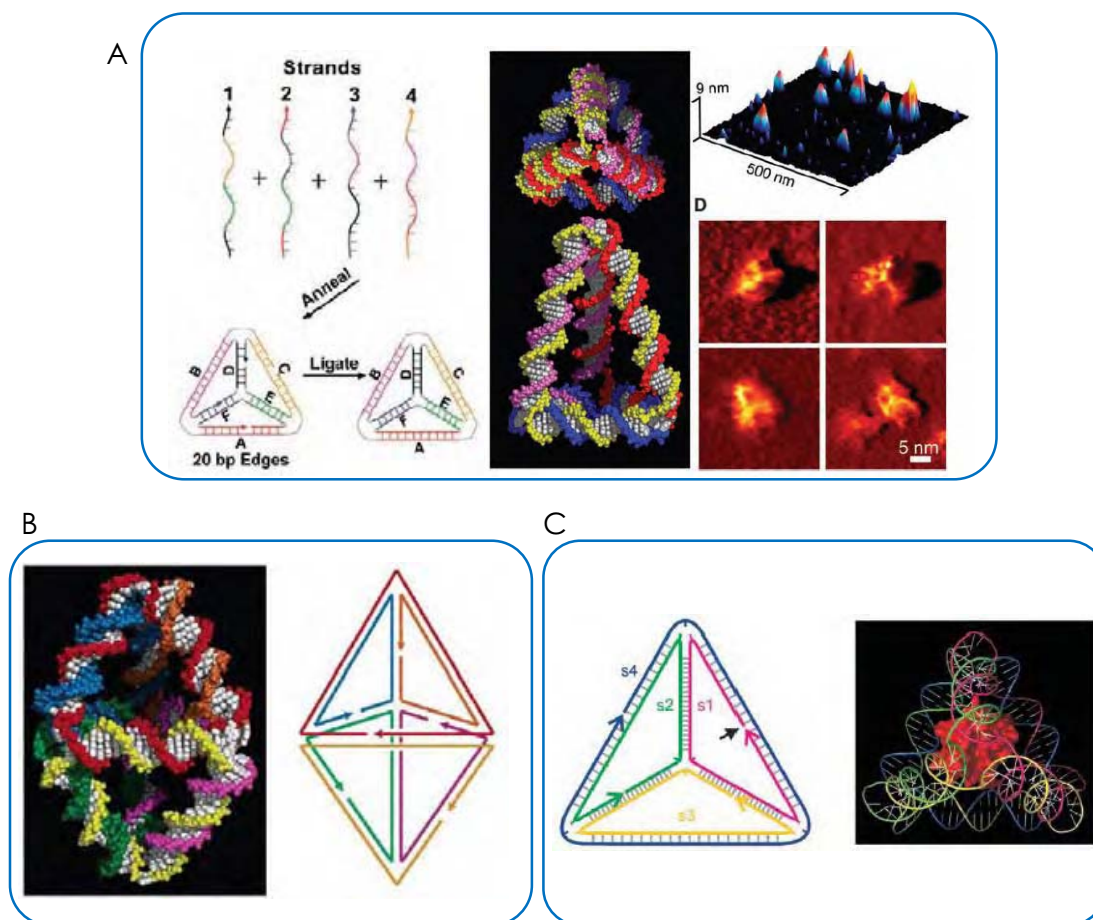 A
Strands
1 2 3 4
+ + +
Anneal
B C D E F A
Ligate
B C D E F A
20 bp Edges
9 nm
500 nm
D
5 nm
B
C
s4
s2
s1
s3